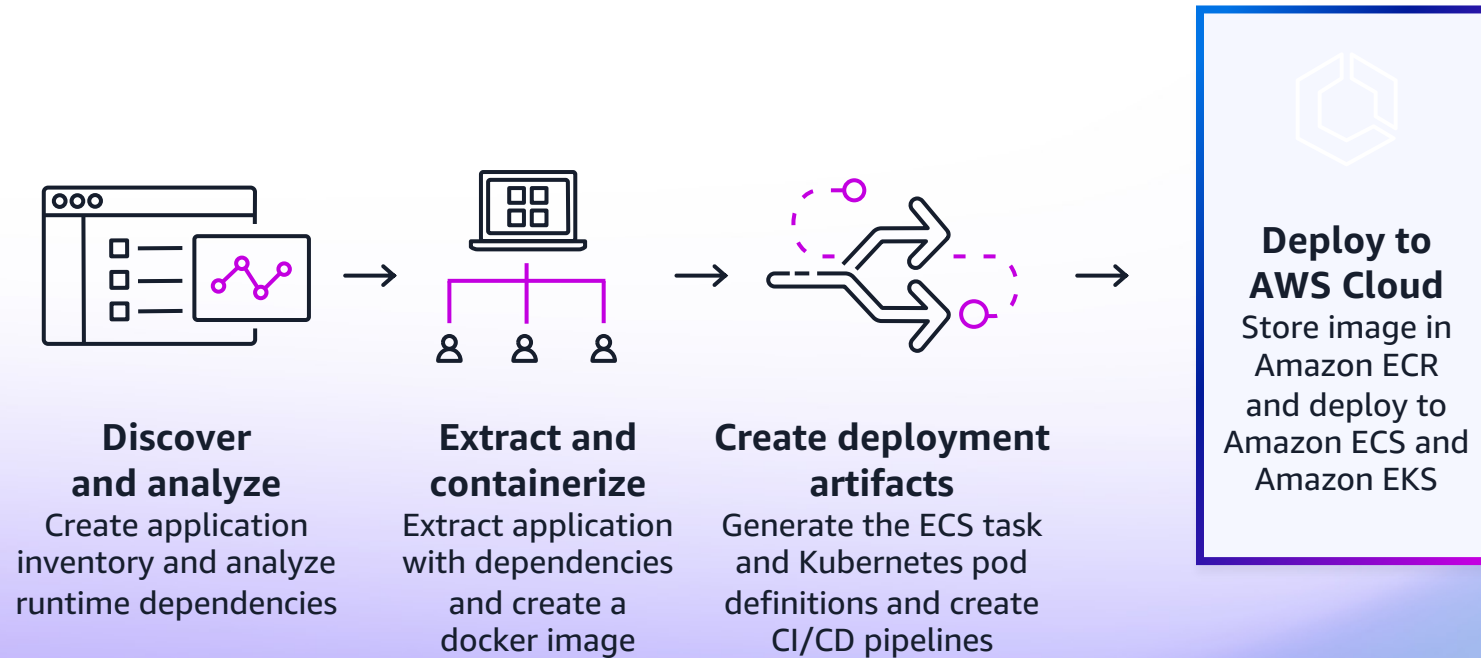 Discover
and analyze
Create application
inventory and analyze
runtime dependencies
Extract and
containerize
Extract application
with dependencies
and create a
docker image
Create deployment
artifacts
Generate the ECS task
and Kubernetes pod
definitions and create
CI/CD pipelines
Deploy to
AWS Cloud
Store image in
Amazon ECR
and deploy to
Amazon ECS and
Amazon EKS